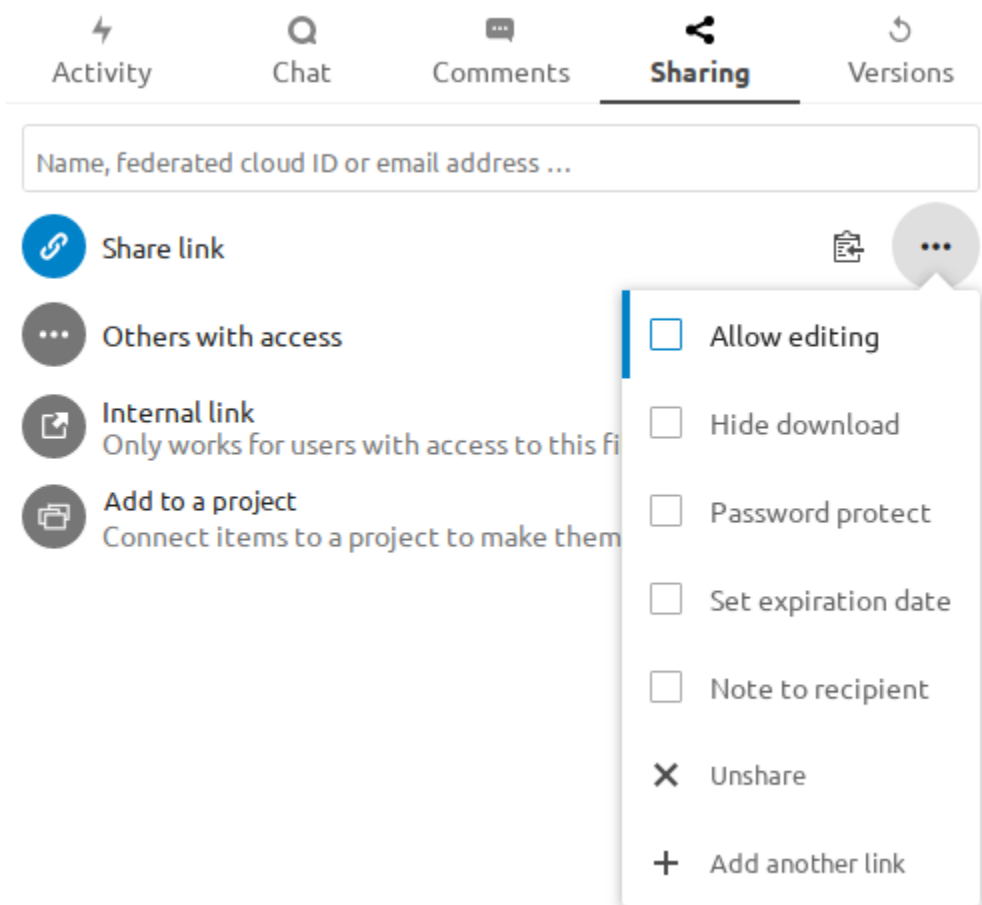 Activity Chat Comments Sharing Versions
Name, federated cloud ID or email address ...
Share link
Others with access
Internal link
Only works for users with access to this fi
Add to a project
Connect items to a project to make them
Allow editing
Hide download
Password protect
Set expiration date
Note to recipient
Unshare
Add another link